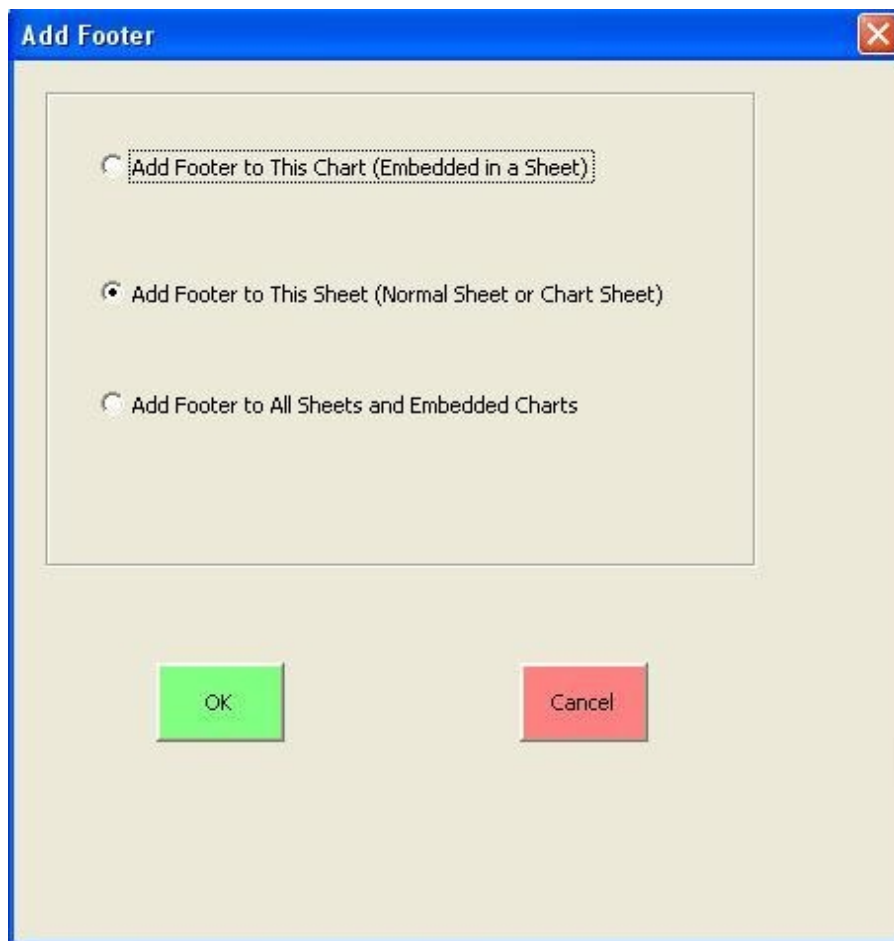 Add Footer
Add Footer to This Chart (Embedded in a Sheet)
Add Footer to This Sheet (Normal Sheet or Chart Sheet)
Add Footer to All Sheets and Embedded Charts
OK
Cancel